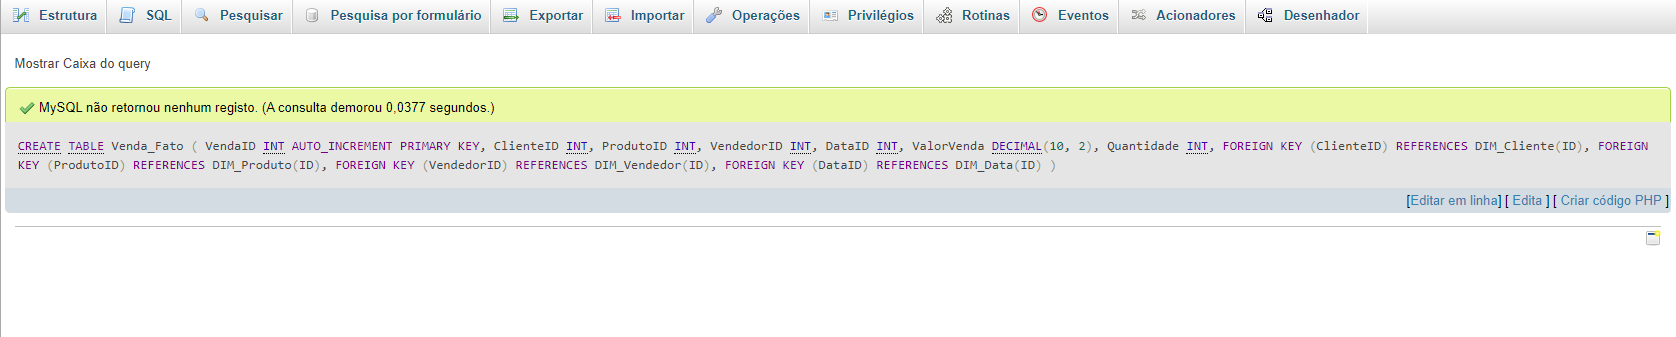 Estrutura SQL Pesquisar Pesquisa por formulário Exportar Importar Operações Privilégios Rotinas Eventos Acionadores Desenhador
Mostrar Caixa do query
MySQL não retornou nenhum registo. (A consulta demorou 0,0377 segundos.)
CREATE TABLE Venda_Fato ( VendaID INT AUTO_INCREMENT PRIMARY KEY, ClienteID INT, ProdutoID INT, VendedorID INT, DataID INT, ValorVenda DECIMAL(10, 2), Quantidade INT, FOREIGN KEY (ClienteID) REFERENCES DIM_Cliente(ID), FOREIGN
KEY (ProdutoID) REFERENCES DIM_Produto(ID), FOREIGN KEY (VendedorID) REFERENCES DIM_Vendedor(ID), FOREIGN KEY (DataID) REFERENCES DIM_Data(ID) )
[Editar em linha] [ Edita ] [ Criar código PHP ]